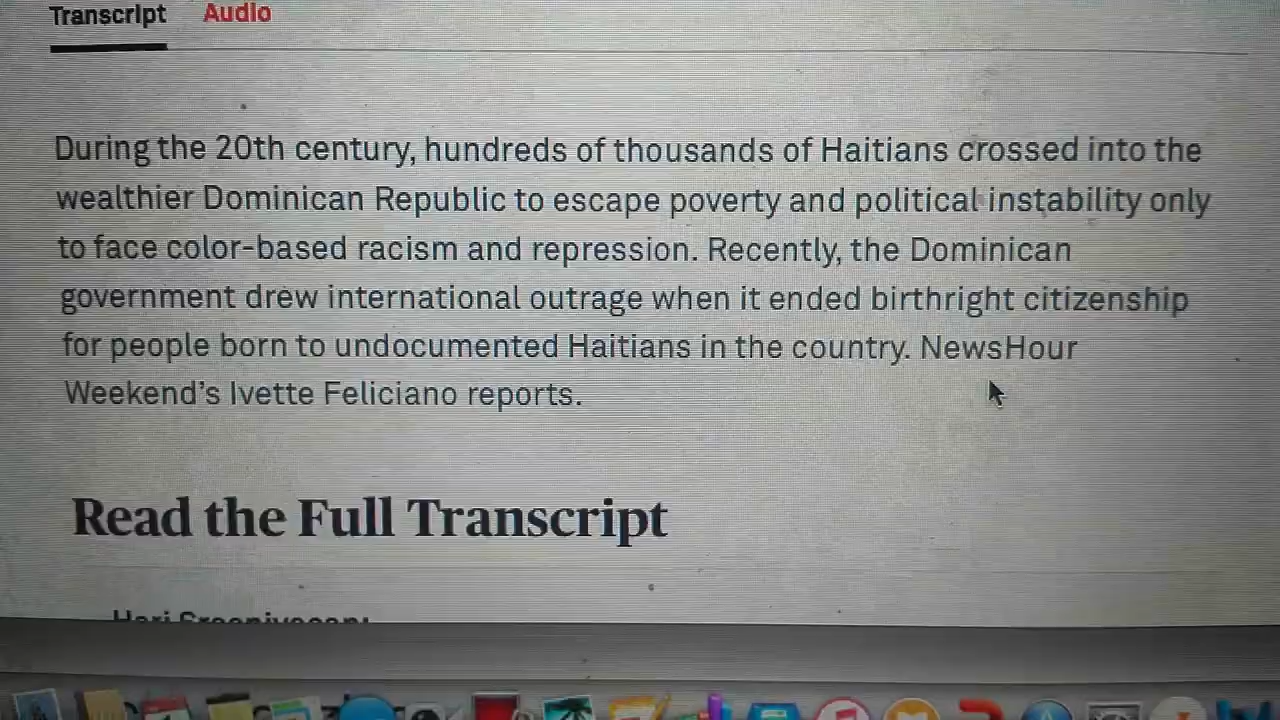 Transcript Audio
During the 20th century, hundreds of thousands of Haitians crossed into the
wealthier Dominican Republic to escape poverty and political instability only
to face color-based racism and repression. Recently, the Dominican
government drew international outrage when it ended birthright citizenship
for people born to undocumented Haitians in the country. NewsHour
Weekend's Ivette Feliciano reports.
Read the Full Transcript